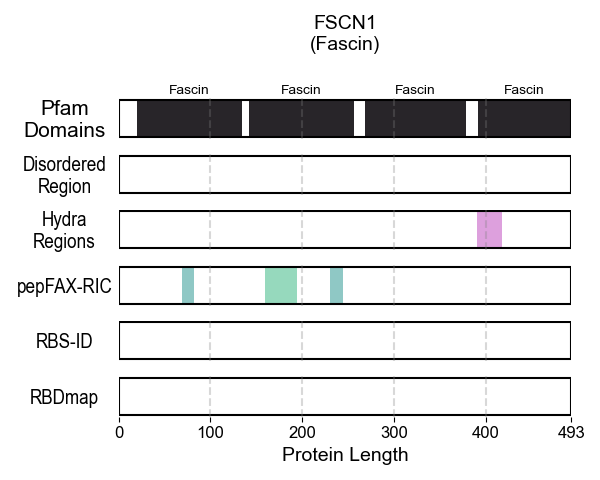 FSCN1
(Fascin)
Fascin Fascin Fascin Fascin
Pfam
Domains
Disordered
Region
Hydra
Regions
pepFAX-RIC
RBS-ID
RBDmap
0 100 200 300 400 493
Protein Length